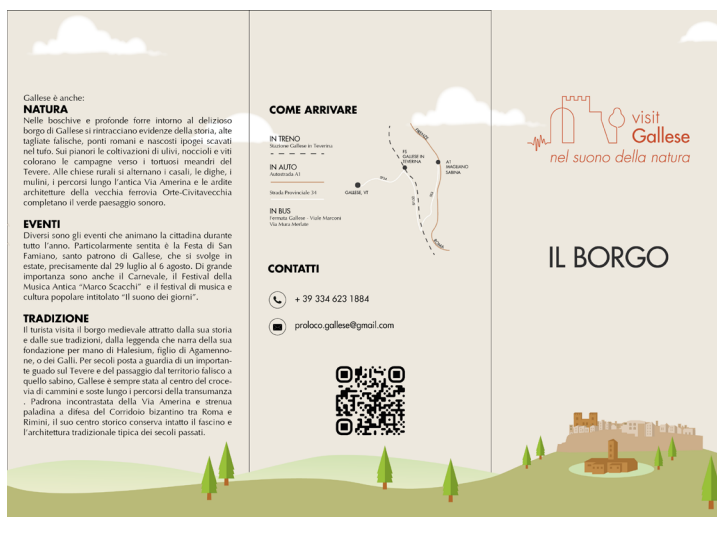 Gallese è anche:
NATURA
Nelle boschive e profonde forre intorno al delizioso
borgo di Gallese si rintracciano evidenze della storia, alte
tagliate falische, ponti romani e nascosti ipogei scavati
nel tufo. Sui pianori le coltivazioni di ulivi, noccioli e viti
colorano le campagne verso i tortuosi meandri del
Tevere. Alle chiese rurali si alternano i casali, le dighe, i
mulini, i percorsi lungo l'antica Via Amerina e le ardite
architetture della vecchia ferrovia Orte-Civitavecchia
completano il verde paesaggio sonoro.
EVENTI
Diversi sono gli eventi che animano la cittadina durante
tutto l'anno. Particolarmente sentita è la Festa di San
Famiano, santo patrono di Gallese, che si svolge in
estate, precisamente dal 29 luglio al 6 agosto. Di grande
importanza sono anche il Carnevale, il Festival della
Musica Antica "Marco Scacchi" e il festival di musica e
cultura popolare intitolato "Il suono dei giorni".
TRADIZIONE
Il turista visita il borgo medievale attratto dalla sua storia
e dalle sue tradizioni, dalla leggenda che narra della sua
fondazione per mano di Halesium, figlio di Agamenno-
ne, o dei Galli. Per secoli posta a guardia di un importan-
te guado sul Tevere e del passaggio dal territorio falisco a
quello sabino, Gallese è sempre stata al centro del croce-
via di cammini e soste lungo i percorsi della transumanza
. Padrona incontrastata della Via Amerina e strenua
paladina a difesa del Corridoio bizantino tra Roma e
Rimini, il suo centro storico conserva intatto il fascino e
l'architettura tradizionale tipica dei secoli passati.
COME ARRIVARE
IN TRENO
Stazione Gallese in Teverina
IN AUTO
Autostrada A1
Strada Provinciale 34
IN BUS
Fermata Gallese - Viale Marconi
Via Mura Merlate
FIRENZE
FS
GALLESE IN
TEVERINA
A1
MAGLIANO
SABINA
GALLESE, VT
ROMA
CONTATTI
+ 39 334 623 1884
proloco.gallese@gmail.com
visit
Gallese
nel suono della natura
IL BORGO